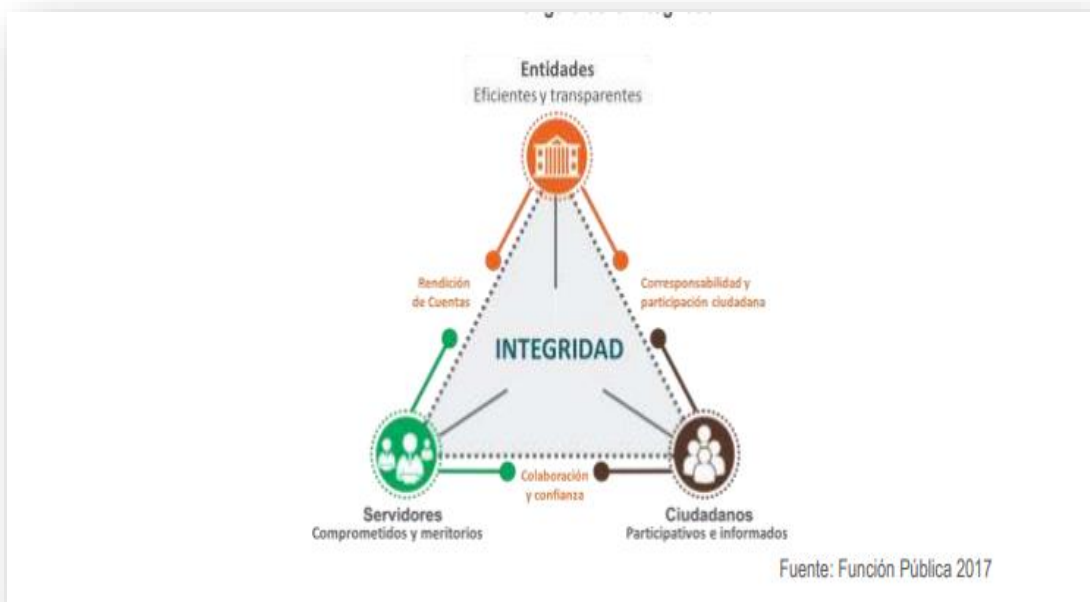 Entidades
Eficientes y transparentes
Rendición
de Cuentas
Corresponsabilidad y
participación ciudadana
INTEGRIDAD
Colaboración
y confianza
Servidores
Comprometidos y meritorios
Ciudadanos
Participativos e informados
Fuente: Función Pública 2017